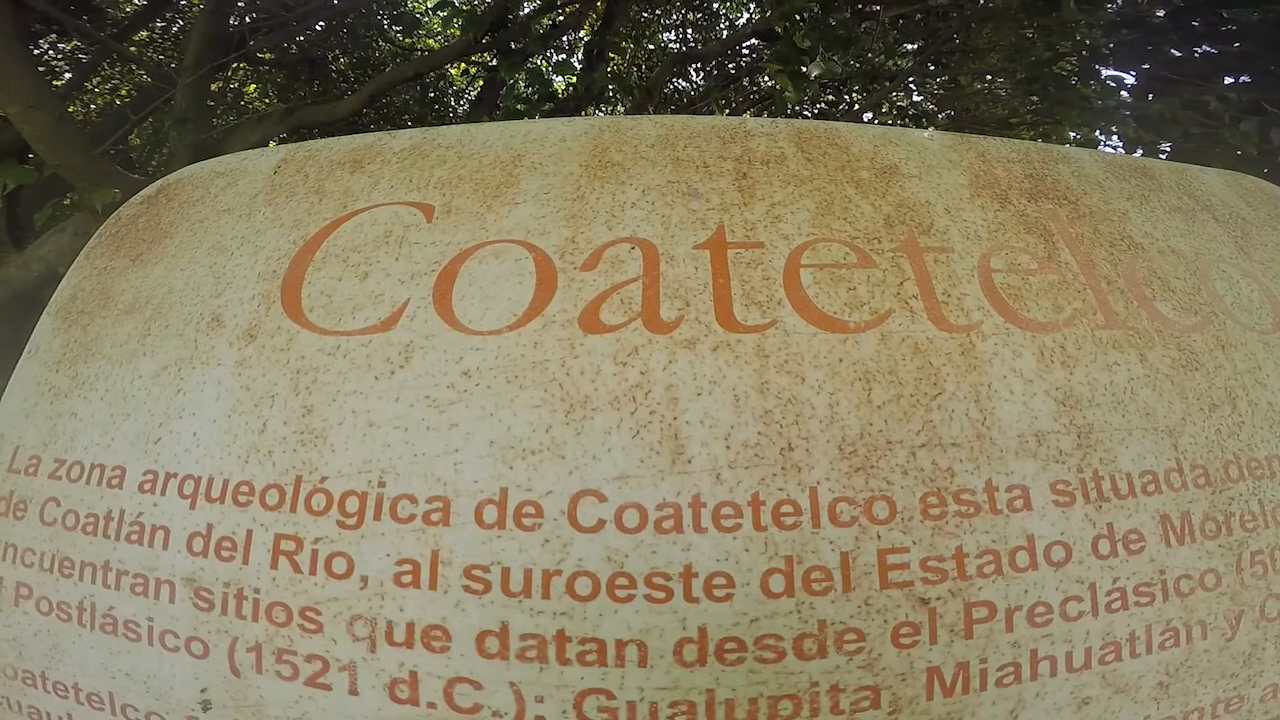 Coatetelco
La zona arqueológica de Coatetelco esta situada
de Coatlán del Río, al suroeste del Estado de
sitios que datan desde el Preclásico
Postlásico (1521 d.C.): Gualupita, Miahuatlán y